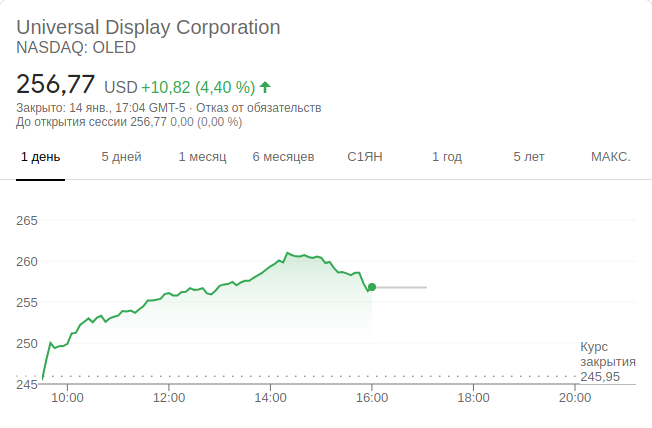 Universal Display Corporation
NASDAQ: OLED
256,77 USD +10,82 (4,40 %)
Закрыто: 14 янв., 17:04 GMT-5 · Отказ от обязательств
До открытия сессии 256,77 0,00 (0,00 %)
1 день 5 дней 1 месяц 6 месяцев С1ЯН 1 год 5 лет МАКС.
265
260
255
250
245
Курс
закрытия
245,95
10:00 12:00 14:00 16:00 18:00 20:00